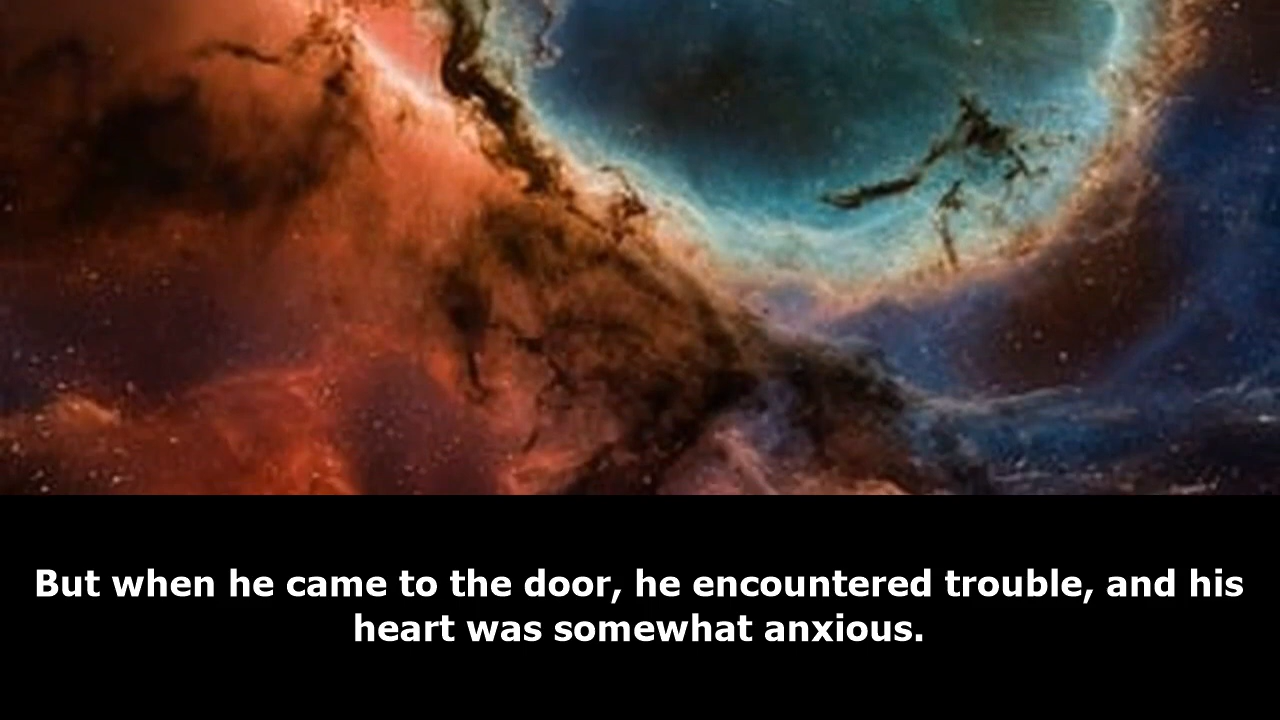 But when he came to the door, he encountered trouble, and his
heart was somewhat anxious.